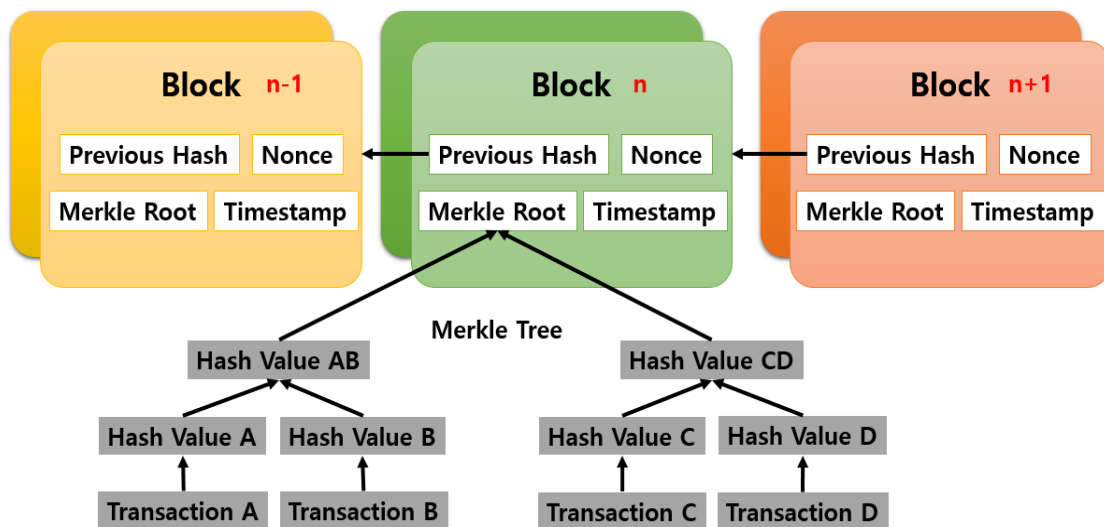 Block n-1
Block n
Block n+1
Previous Hash
Nonce
Previous Hash
Nonce
Previous Hash
Nonce
Merkle Root
Timestamp
Merkle Root
Timestamp
Merkle Root
Timestamp
Merkle Tree
Hash Value AB
Hash Value CD
Hash Value A
Hash Value B
Hash Value C
Hash Value D
Transaction A
Transaction B
Transaction C
Transaction D